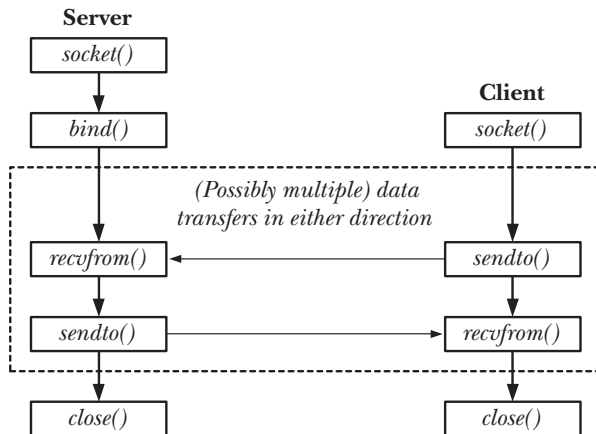 Server
socket()
Client
bind()
socket()
(Possibly multiple) data
transfers in either direction
recvfrom()
sendto()
sendto()
recvfrom()
close()
close()